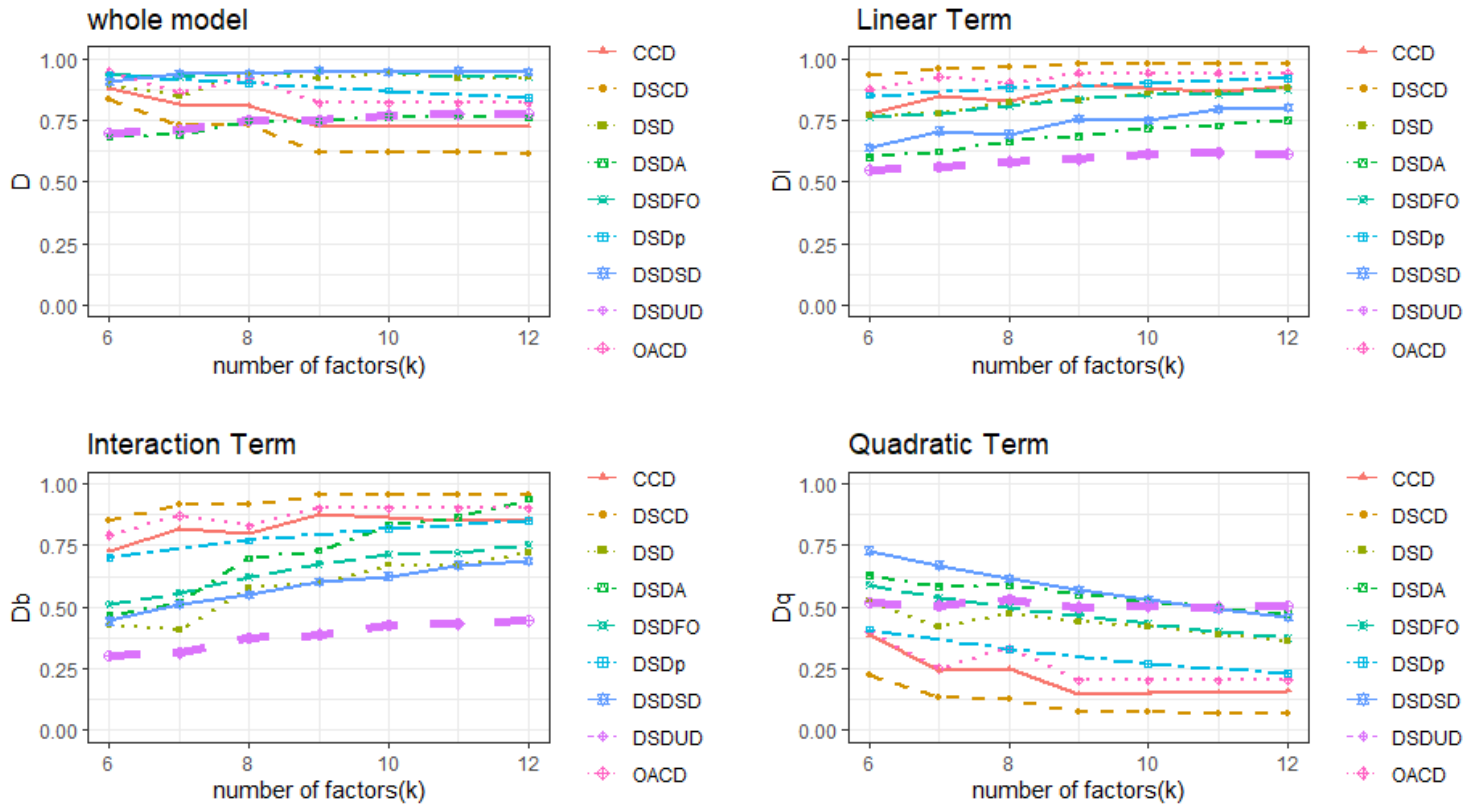 whole model
D
1.00
0.75
0.50
0.25
0.00
6 8 10 12
number of factors(k)
CCD
DSCD
DSD
DSDA
DSDFO
DSDp
DSDSD
DSDUD
OACD
Linear Term
Dl
1.00
0.75
0.50
0.25
0.00
6 8 10 12
number of factors(k)
CCD
DSCD
DSD
DSDA
DSDFO
DSDp
DSDSD
DSDUD
OACD
Interaction Term
Db
1.00
0.75
0.50
0.25
0.00
6 8 10 12
number of factors(k)
CCD
DSCD
DSD
DSDA
DSDFO
DSDp
DSDSD
DSDUD
OACD
Quadratic Term
Dq
1.00
0.75
0.50
0.25
0.00
6 8 10 12
number of factors(k)
CCD
DSCD
DSD
DSDA
DSDFO
DSDp
DSDSD
DSDUD
OACD